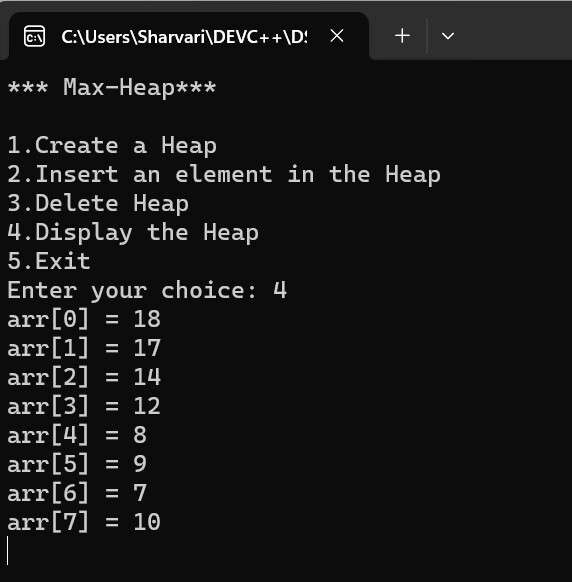 C:\Users\Sharvari\DEVC++\DS
*** Max-Heap***
1.Create a Heap
2.Insert an element in the Heap
3.Delete Heap
4.Display the Heap
5.Exit
Enter your choice: 4
arr[0] = 18
arr[1] = 17
arr[2] = 14
arr[3] = 12
arr[4] = 8
arr[5] = 9
arr[6] = 7
arr[7] = 10